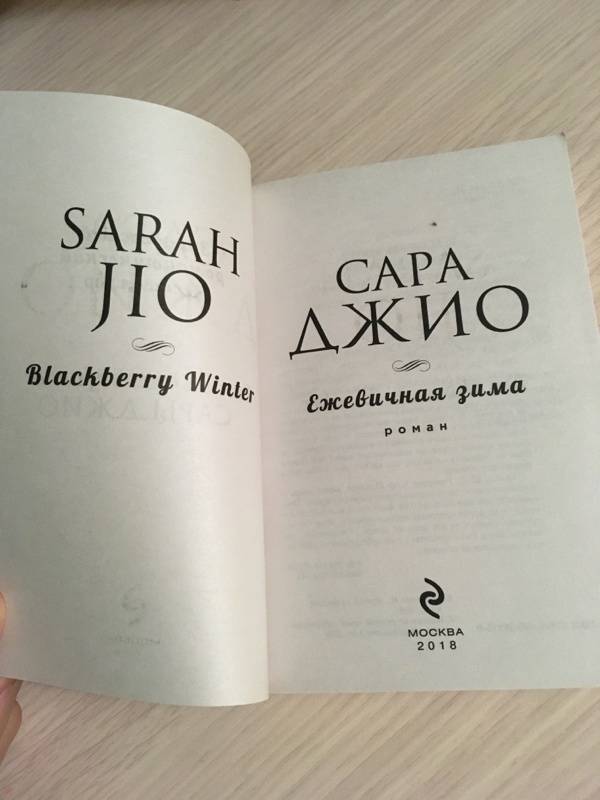 SARAH
JIO
Blackberry Winter
САРА
ДЖИО
Ежевичная зима
роман
МОСКВА
2018